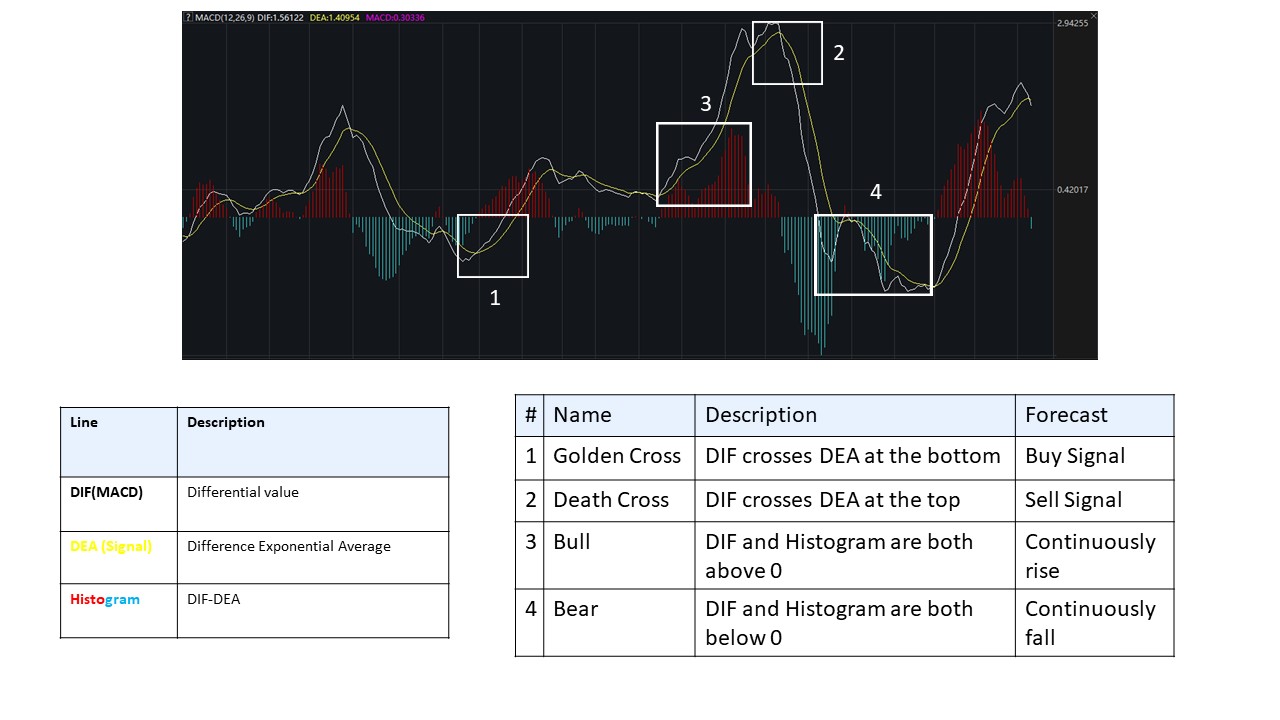 ? MACD(12,26,9) DIF:1.56122 DEA:1.40954 MACD:0.30336
2.94255
2
3
0.42017
4
1
Line Description
DIF(MACD) Differential value
DEA (Signal) Difference Exponential Average
Histogram DIF-DEA
# Name Description Forecast
1 Golden Cross DIF crosses DEA at the bottom Buy Signal
2 Death Cross DIF crosses DEA at the top Sell Signal
3 Bull DIF and Histogram are both Continuously
above 0 rise
4 Bear DIF and Histogram are both Continuously
below 0 fall